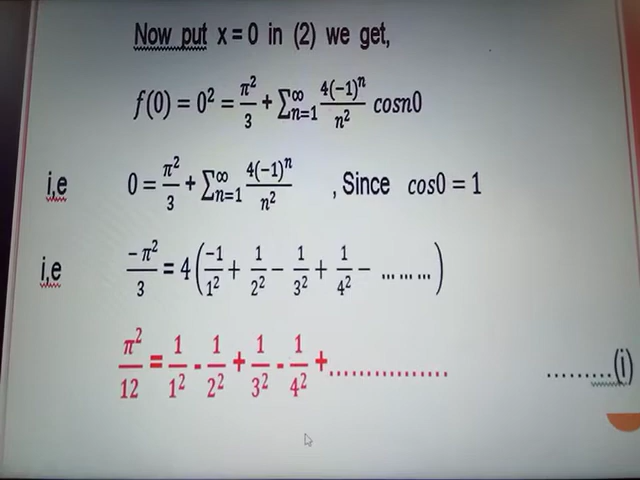 Now put x = 0 in (2) we get,
f(0) = 0² = π²/3 + ∑_{n=1}^{∞} 4(-1)ⁿ/n² cosn0
i,e 0 = π²/3 + ∑_{n=1}^{∞} 4(-1)ⁿ/n² , Since cos0 = 1
i,e -π²/3 = 4(-1/1² + 1/2² - 1/3² + 1/4² - ... ... ...)
π²/12 = 1/1² - 1/2² + 1/3² - 1/4² +................ .........(i)